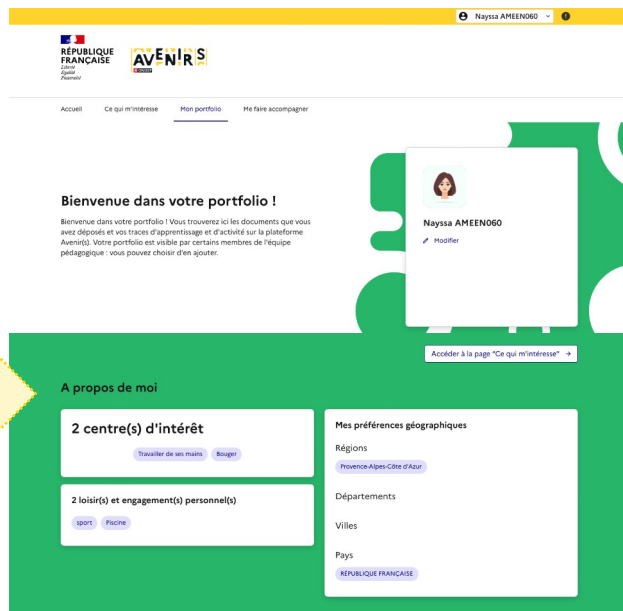 Nayssa AMEEN060
RÉPUBLIQUE
FRANÇAISE
Liberté
Égalité
Fraternité
AVENIR(S
ONISEP
Accueil
Ce qui m'intéresse
Mon portfolio
Me faire accompagner
Bienvenue dans votre portfolio !
Bienvenue dans votre portfolio ! Vous trouverez ici les documents que vous
avez déposés et vos traces d'apprentissage et d'activité sur la plateforme
Avenir(s). Votre portfolio est visible par certains membres de l'équipe
pédagogique : vous pouvez choisir d'en ajouter.
Nayssa AMEEN060
Modifier
Accéder à la page "Ce qui m'intéresse" →
A propos de moi
2 centre(s) d'intérêt
Travailler de ses mains
Bouger
2 loisir(s) et engagement(s) personnel(s)
sport
Piscine
Mes préférences géographiques
Régions
Provence-Alpes-Côte d'Azur
Départements
Villes
Pays
RÉPUBLIQUE FRANÇAISE